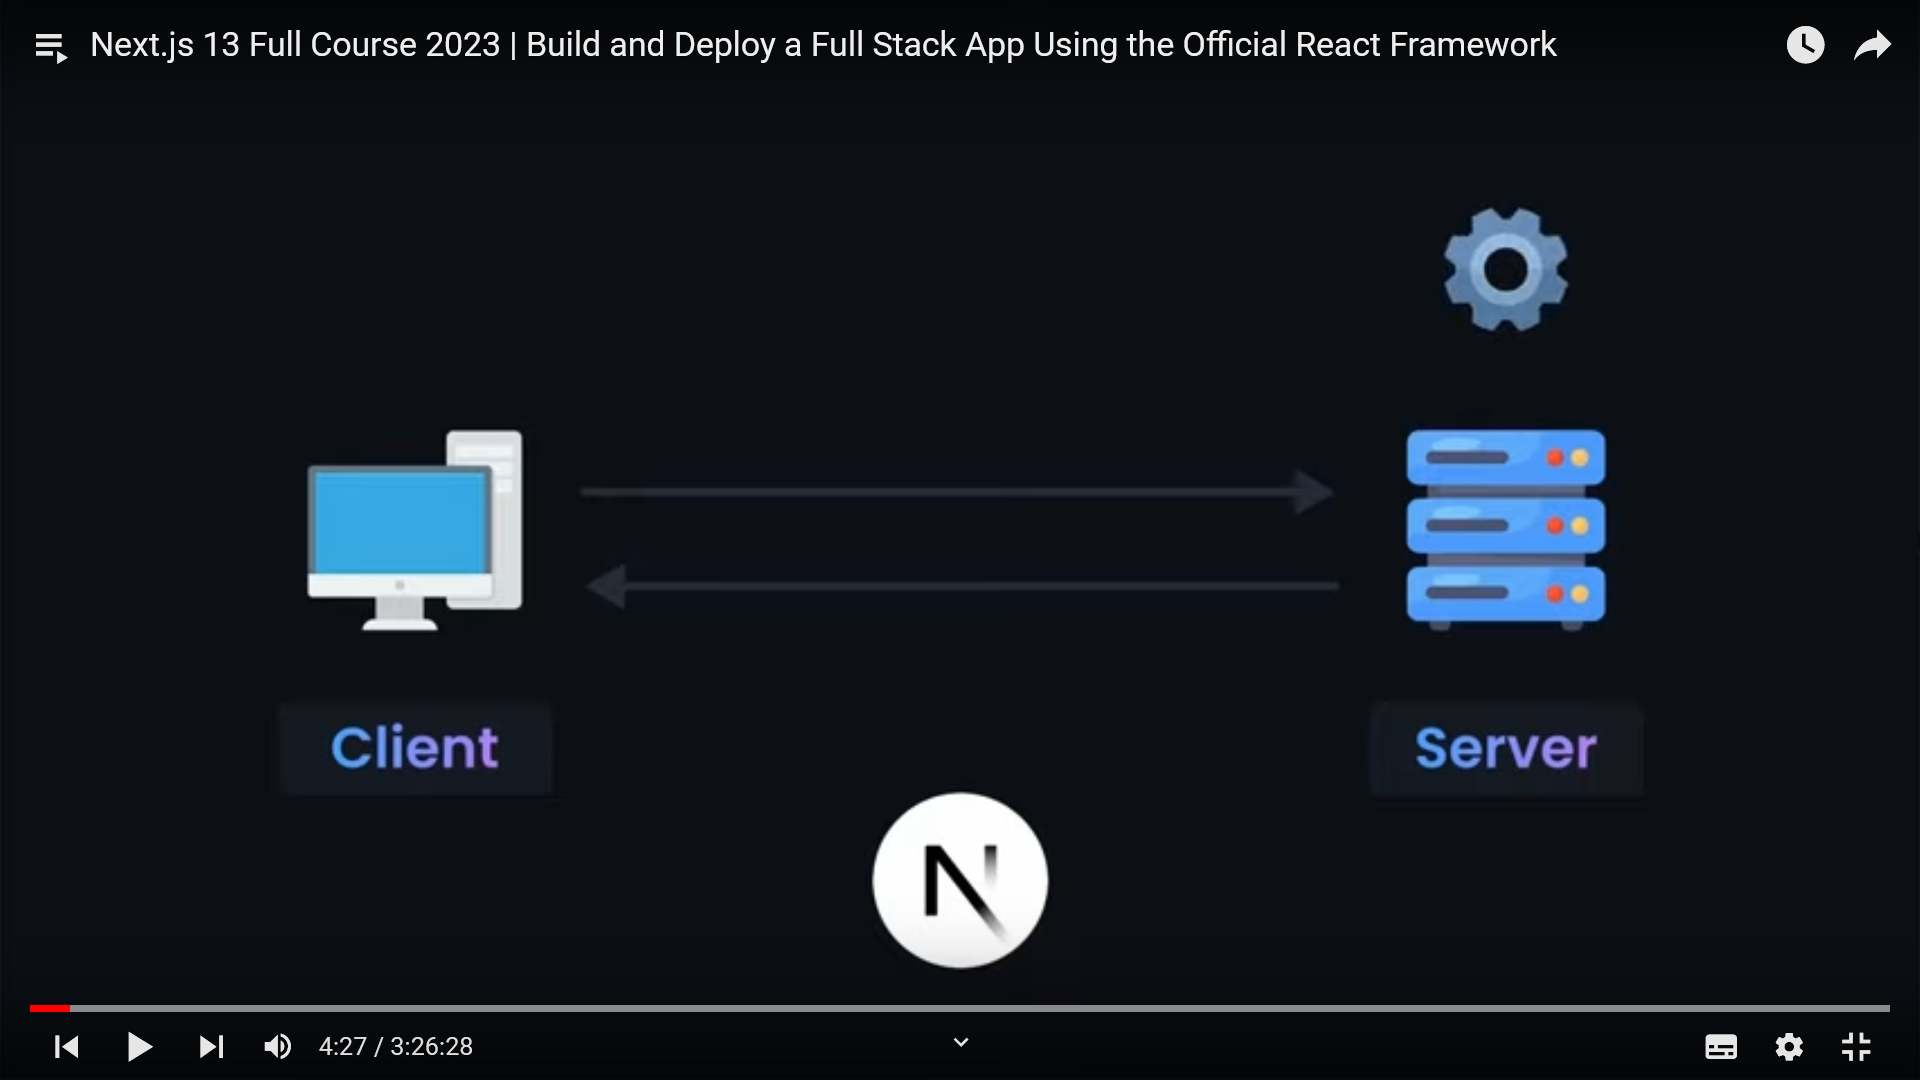 Next.js 13 Full Course 2023 | Build and Deploy a Full Stack App Using the Official React Framework
Client
Server
N
4:27 / 3:26:28